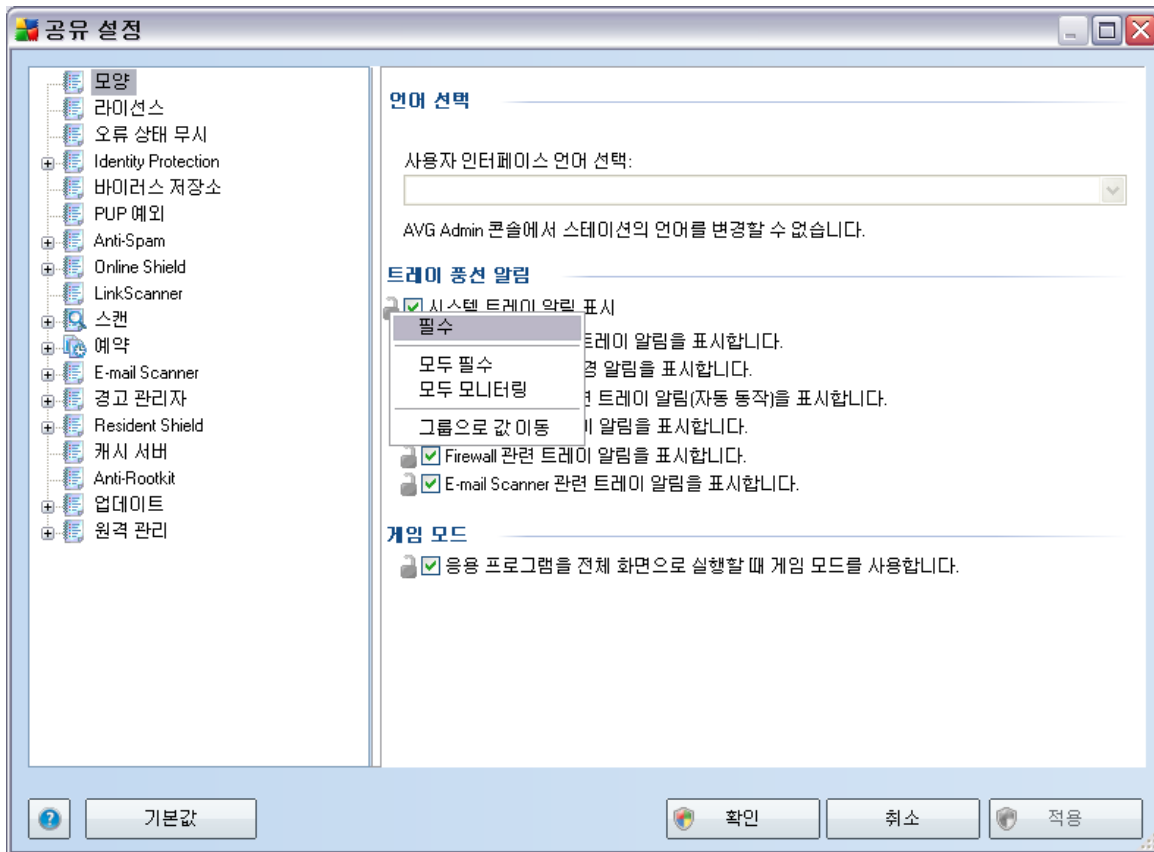 공유 설정
모양
라이선스
오류 상태 무시
Identity Protection
바이러스 저장소
PUP 예외
Anti-Spam
Online Shield
LinkScanner
스캔
예약
E-mail Scanner
경고 관리자
Resident Shield
캐시 서버
Anti-Rootkit
업데이트
원격 관리
언어 선택
사용자 인터페이스 언어 선택:
AVG Admin 콘솔에서 스테이션의 언어를 변경할 수 없습니다.
트레이 풍선 알림
시스템 트레이 알림 표시
필수
모두 필수
모두 모니터링
그룹으로 값 이동
트레이 알림을 표시합니다.
알림을 표시합니다.
트레이 알림(자동 동작)을 표시합니다.
알림을 표시합니다.
Firewall 관련 트레이 알림을 표시합니다.
E-mail Scanner 관련 트레이 알림을 표시합니다.
게임 모드
응용 프로그램을 전체 화면으로 실행할 때 게임 모드를 사용합니다.
기본값
확인
취소
적용